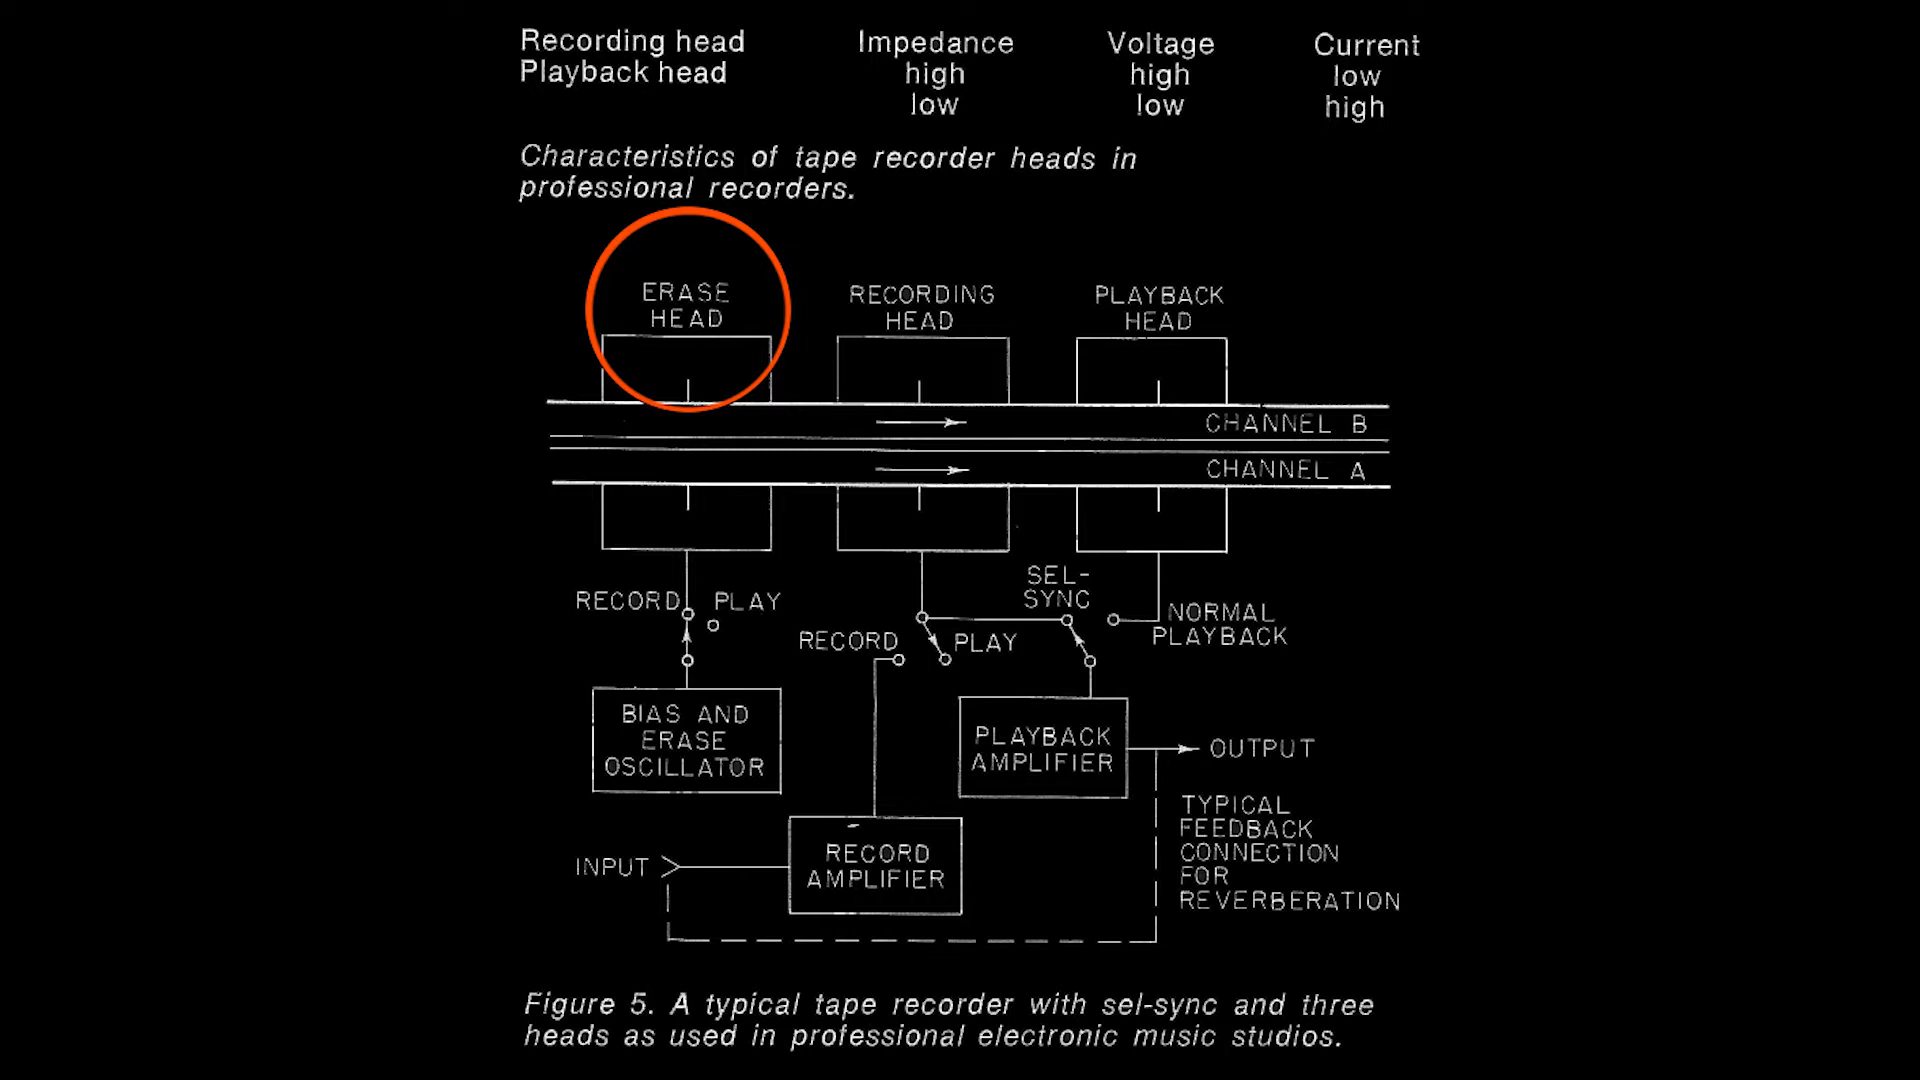 Recording head Impedance Voltage Current
Playback head high high low
low low high
Characteristics of tape recorder heads in
professional recorders.
ERASE
HEAD
RECORDING
HEAD
PLAYBACK
HEAD
CHANNEL B
CHANNEL A
RECORD
PLAY
RECORD
PLAY
SEL-
SYNC
NORMAL
PLAYBACK
BIAS AND
ERASE
OSCILLATOR
PLAYBACK
AMPLIFIER
OUTPUT
TYPICAL
FEEDBACK
CONNECTION
FOR
REVERBERATION
INPUT
RECORD
AMPLIFIER
Figure 5. A typical tape recorder with sel-sync and three
heads as used in professional electronic music studios.